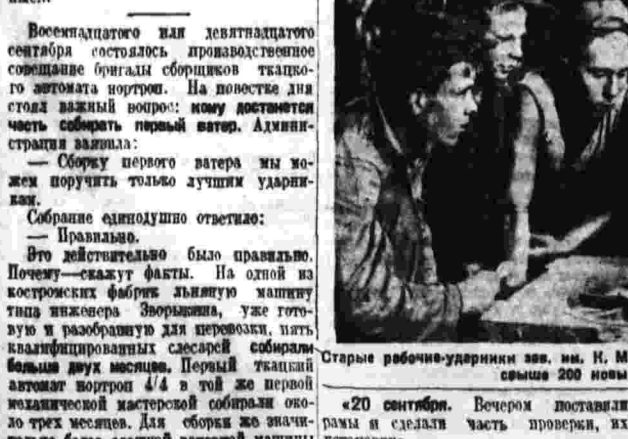 Восемнадцатого или девятнадцатого
сентября состоялось производственное
совещание бригады сборщиков ткацко-
го автомата нортроп. На повестке дня
стоял важный вопрос: кому достанется
честь собирать первый ватер. Админи-
страция заявила:
— Сборку первого ватера мы мо-
жем поручить только лучшим ударни-
кам.
Собрание единодушно ответило:
— Правильно.
Это действительно было правильно.
Почему—скажут факты. На одной из
костромских фабрик льняную машину
типа инженера Зворыкина, уже гото-
вую и разобранную для перевозки, пять
квалифицированных слесарей собирали
больше двух месяцев. Первый ткацкий
автомат нортроп 4/4 в той же первой
механической мастерской собирали око-
ло трех месяцев. Для сборки же значи-
тельно более
машины
Старые рабочие-ударники зав. им. К. М
свыше 200 новы
«20 сентября. Вечером поставили
рамы и сделали часть проверки, их